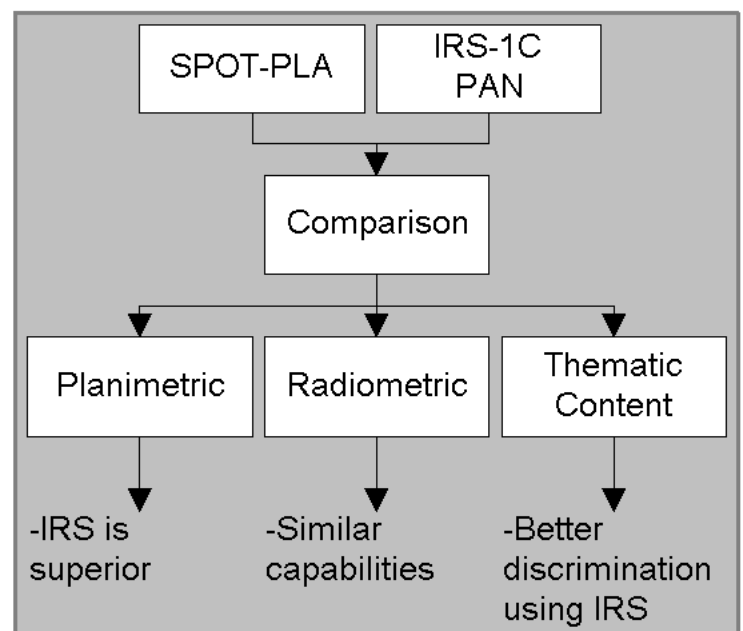 SPOT-PLA
IRS-1C
PAN
Comparison
Planimetric
Radiometric
Thematic
Content
-IRS is
superior
-Similar
capabilities
-Better
discrimination
using IRS